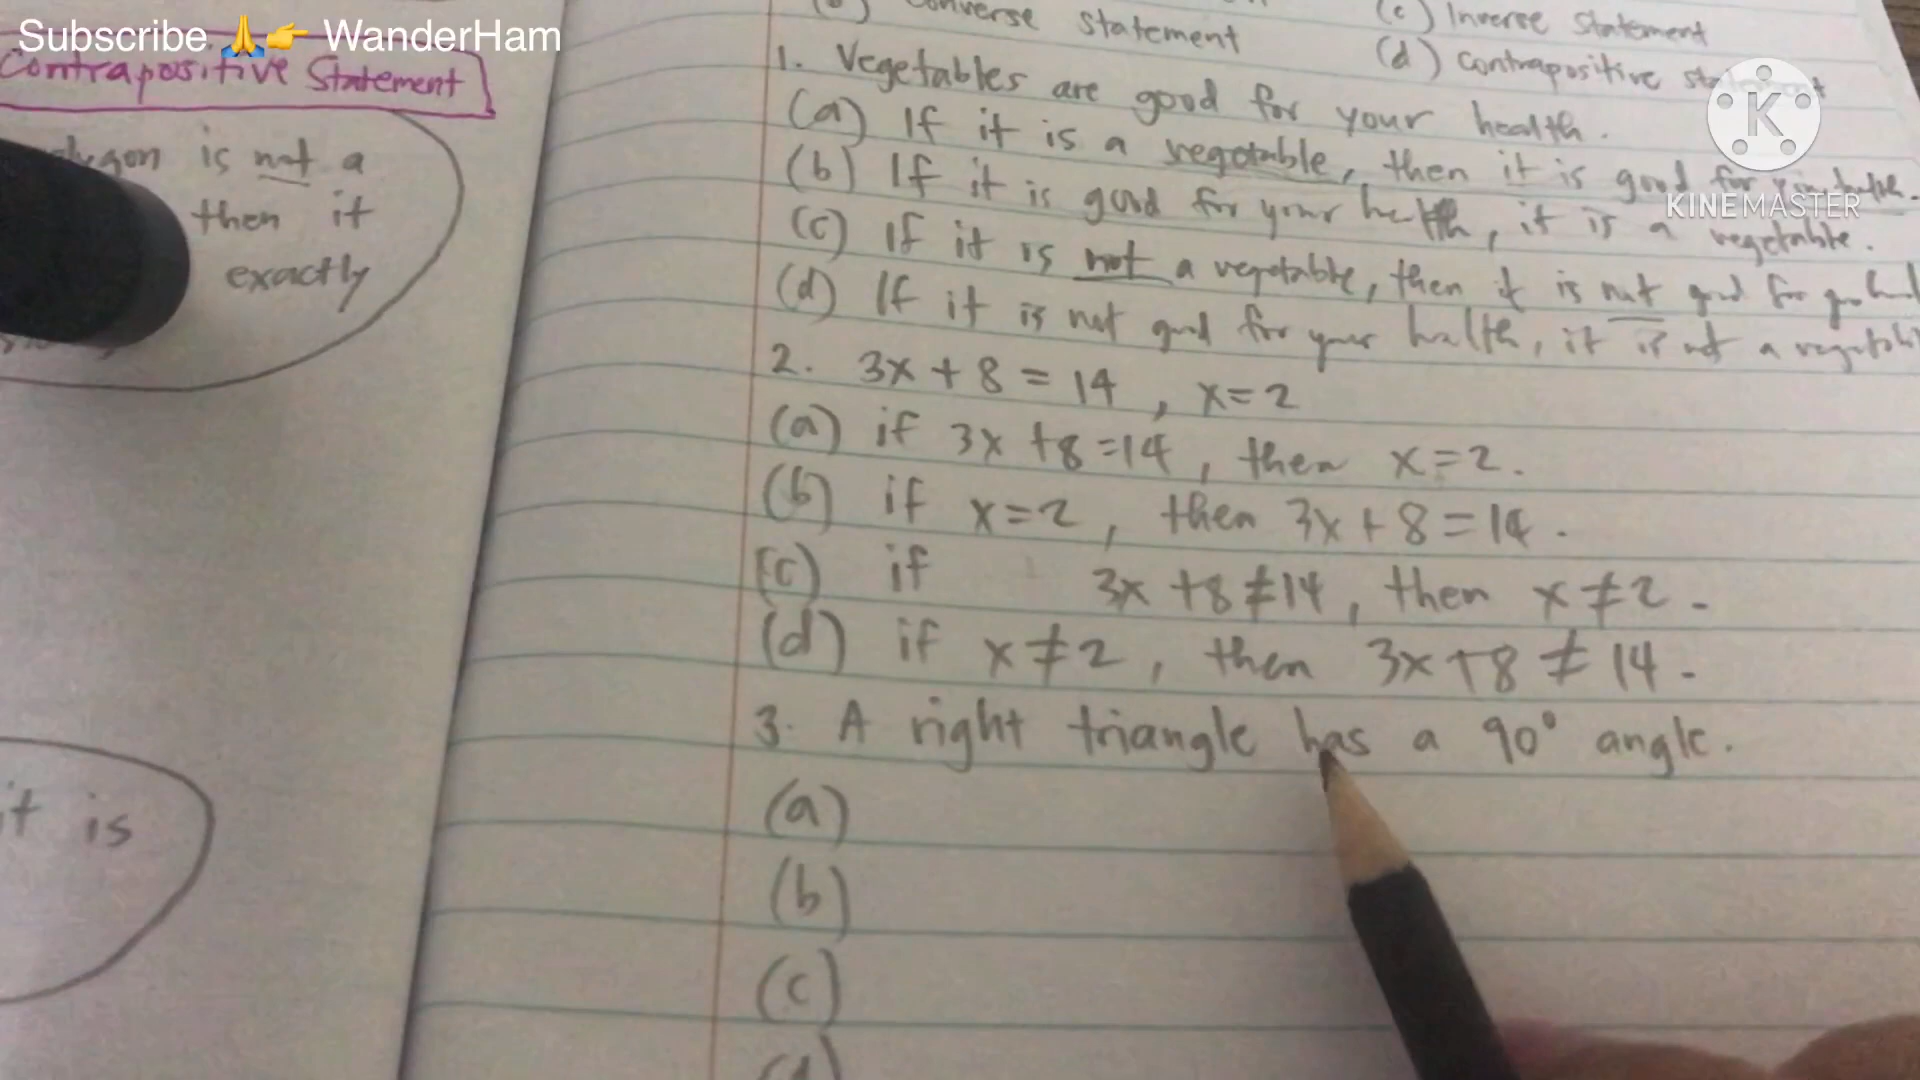 Subscribe 🙏👉 WanderHam
Contrapositive Statement
is not a
then it
exactly
it is
converse statement
(c) Inverse statement
(d) contrapositive
KINEMASTER
1. Vegetables are good for your health.
(a) If it is a vegetable, then it is good for
(b) If it is good for your health, it is a vegetable.
(c) If it is not a vegetable, then it is not good for
(d) If it is not good for your health, it is not a
2. 3x + 8 = 14, x = 2
(a) if 3x + 8 = 14, then x = 2.
(b) if x = 2, then 3x + 8 = 14.
(c) if 3x + 8 ≠ 14, then x ≠ 2.
(d) if x ≠ 2, then 3x + 8 ≠ 14.
3. A right triangle has a 90° angle.
(a)
(b)
(c)